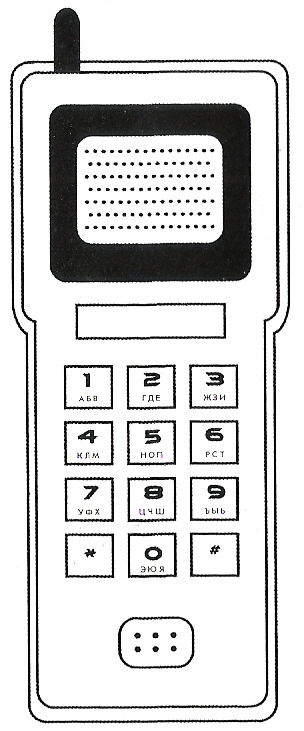 1 2 3
АБВ ГДЕ ЖЗИ
4 5 6
КЛМ НОП РСТ
7 8 9
УФХ ЦЧШ ЪЫЬ
* 0 #
ЭЮЯ